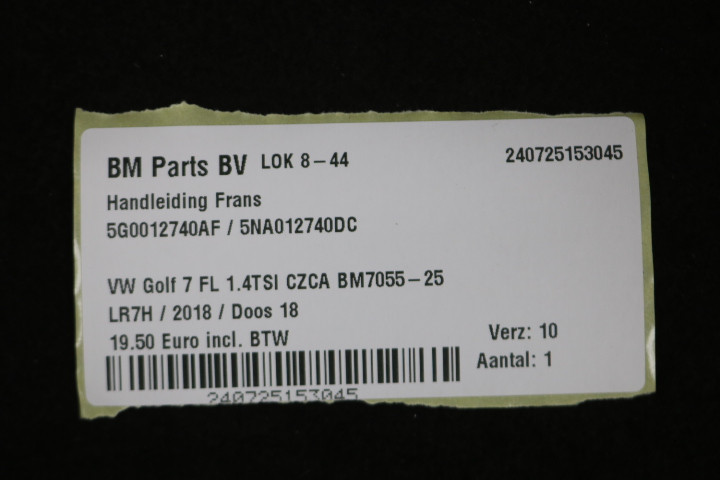 BM Parts BV LOK 8-44 240725153045
Handleiding Frans
5G0012740AF / 5NA012740DC
VW Golf 7 FL 1.4TSI CZCA BM7055-25
LR7H / 2018 / Doos 18
19.50 Euro incl. BTW Verz: 10
Aantal: 1
240725153045